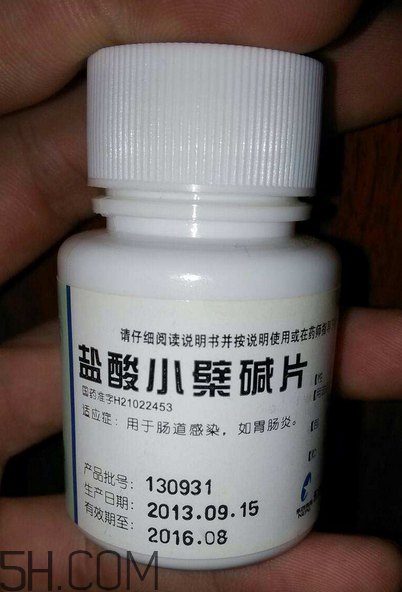 请仔细阅读说明书并按说明使用或在药师指导
盐酸小檗碱片
国药准字H21022453
适应症：用于肠道感染，如胃肠炎。
产品批号：130931
生产日期：2013.09.15
有效期至：2016.08
5H.COM